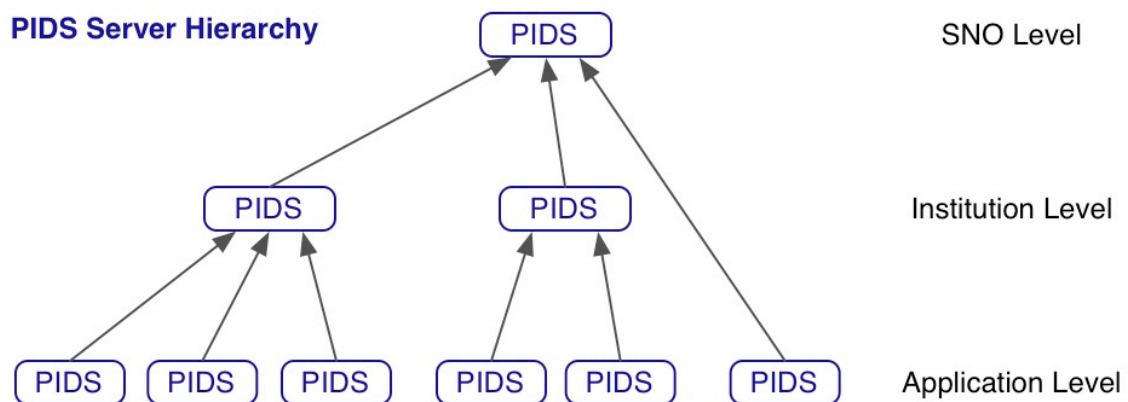 PIDS Server Hierarchy
PIDS
SNO Level
PIDS
PIDS
Institution Level
PIDS
PIDS
PIDS
PIDS
PIDS
PIDS
Application Level